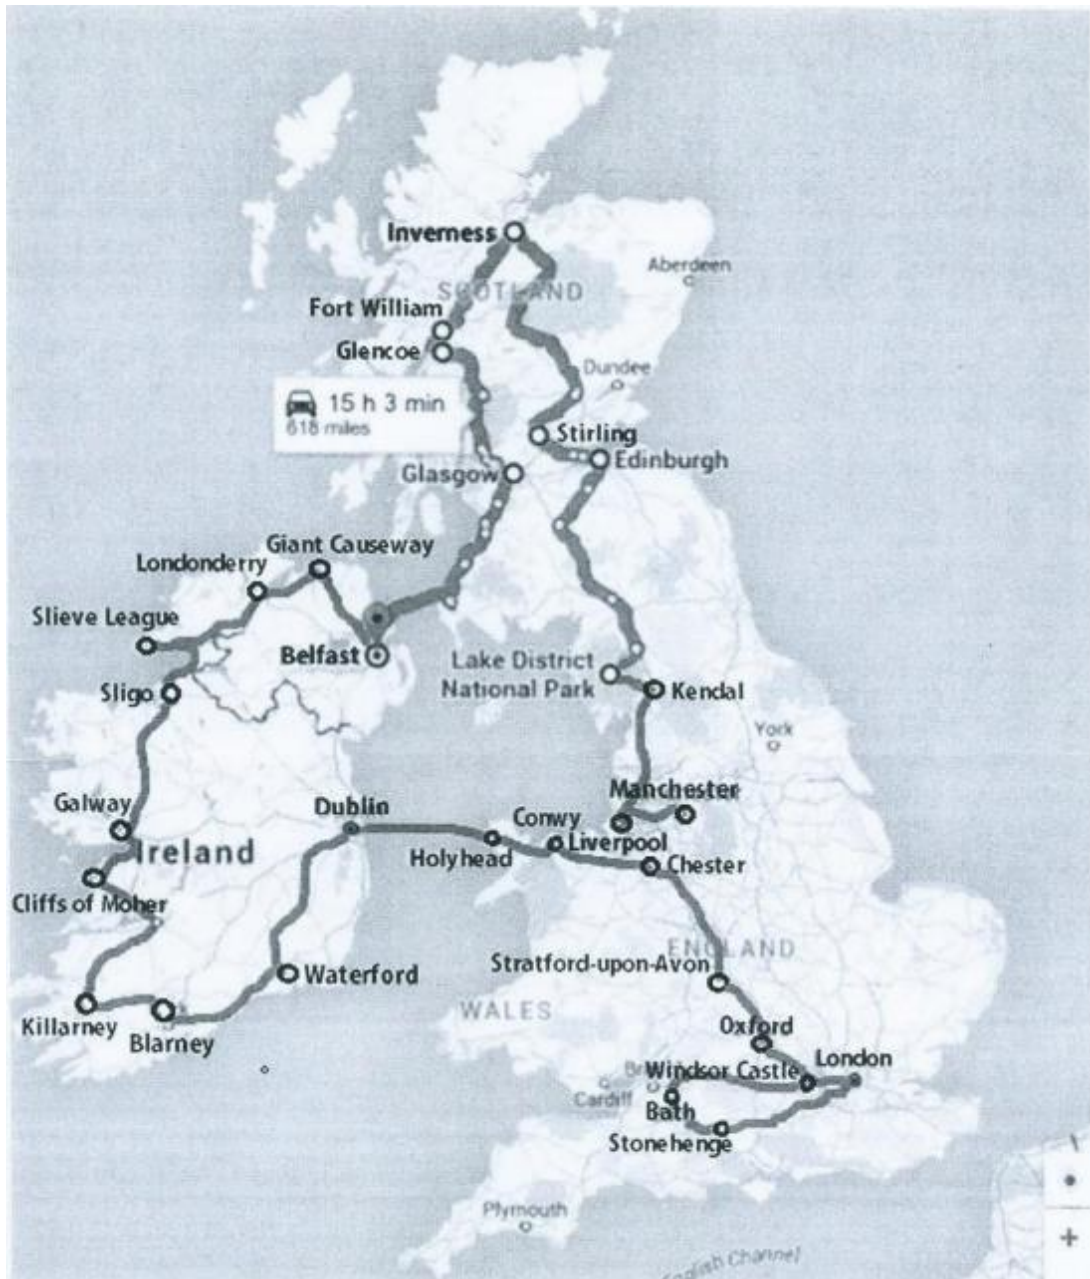 Inverness
Aberdeen
SCOTLAND
Fort William
Glencoe
Dundee
15 h 3 min
618 miles
Stirling
Edinburgh
Glasgow
Giant Causeway
Londonderry
Slieve League
Belfast
Lake District
National Park
Kendal
Sligo
York
Manchester
Galway
Dublin
Conwy
Liverpool
Ireland
Holyhead
Chester
Cliffs of Moher
ENGLAND
Stratford-upon-Avon
Waterford
WALES
Killarney
Blarney
Oxford
London
Windsor Castle
Cardiff
Bath
Stonehenge
Plymouth
English Channel
+